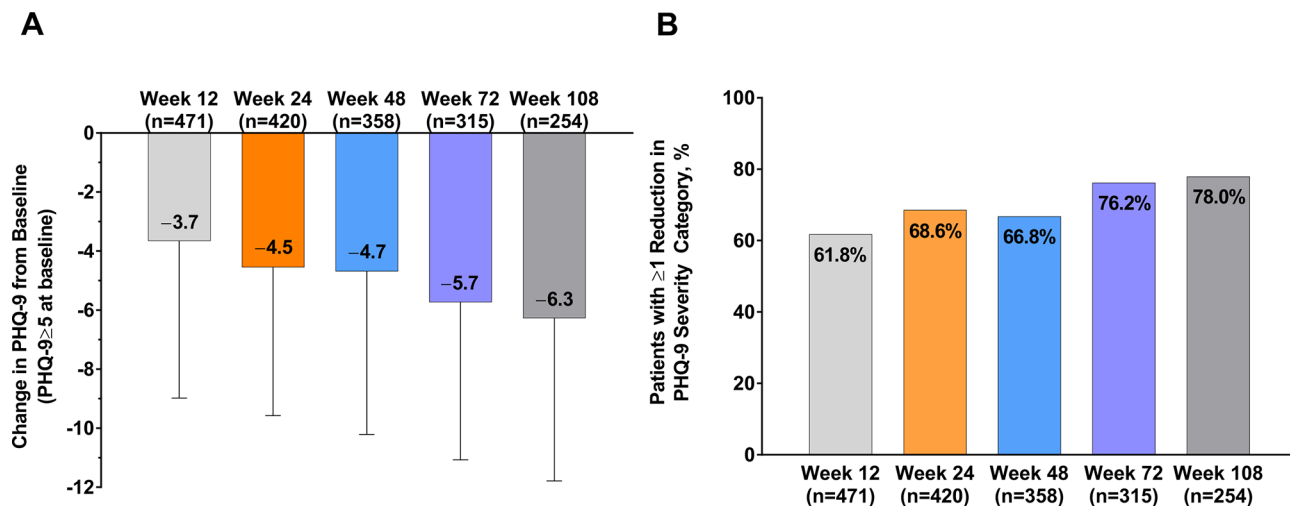 A
Week 12 Week 24 Week 48 Week 72 Week 108
(n=471) (n=420) (n=358) (n=315) (n=254)
Change in PHQ-9 from Baseline
(PHQ-9≥5 at baseline)
0
-2
-4
-6
-8
-10
-12
−3.7
−4.5
−4.7
−5.7
−6.3
B
Patients with ≥1 Reduction in
PHQ-9 Severity Category, %
100
80
60
40
20
0
61.8%
68.6%
66.8%
76.2%
78.0%
Week 12 Week 24 Week 48 Week 72 Week 108
(n=471) (n=420) (n=358) (n=315) (n=254)